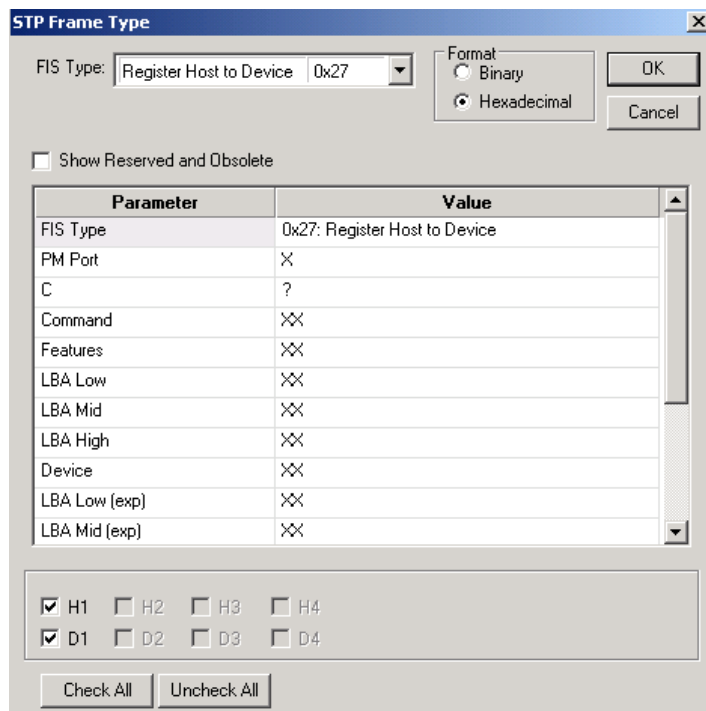 STP Frame Type
FIS Type: Register Host to Device 0x27
Format
Binary
Hexadecimal
OK
Cancel
Show Reserved and Obsolete
Parameter Value
FIS Type 0x27: Register Host to Device
PM Port X
C ?
Command XX
Features XX
LBA Low XX
LBA Mid XX
LBA High XX
Device XX
LBA Low (exp) XX
LBA Mid (exp) XX
H1 H2 H3 H4
D1 D2 D3 D4
Check All Uncheck All